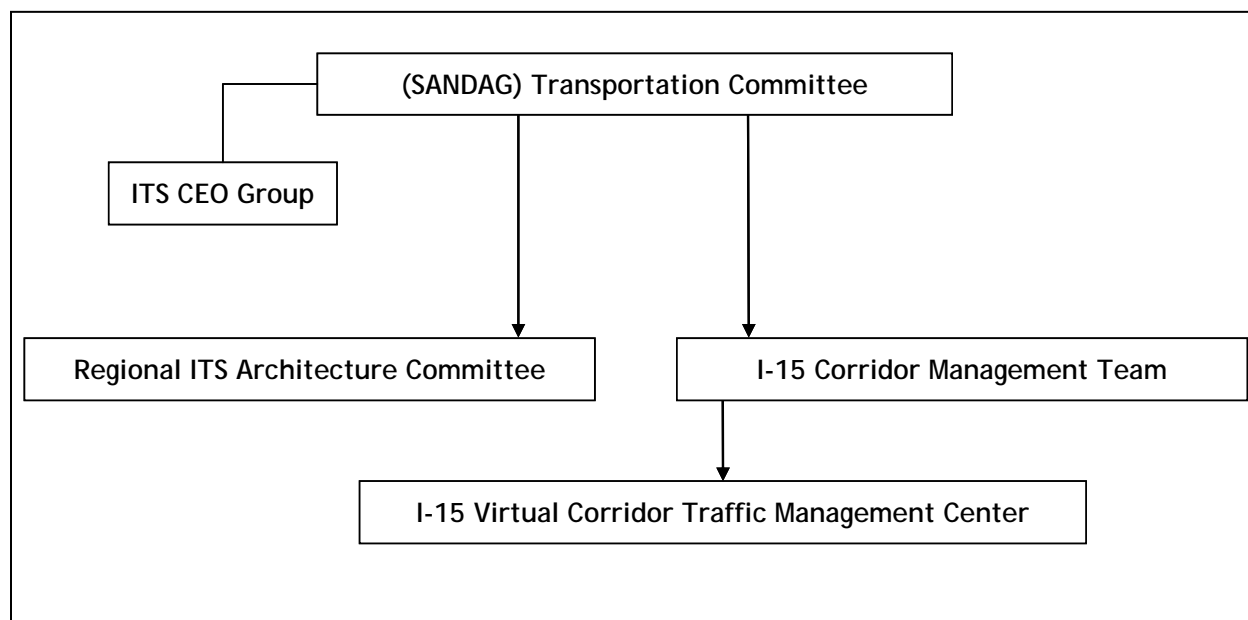 (SANDAG) Transportation Committee
ITS CEO Group
Regional ITS Architecture Committee
I-15 Corridor Management Team
I-15 Virtual Corridor Traffic Management Center